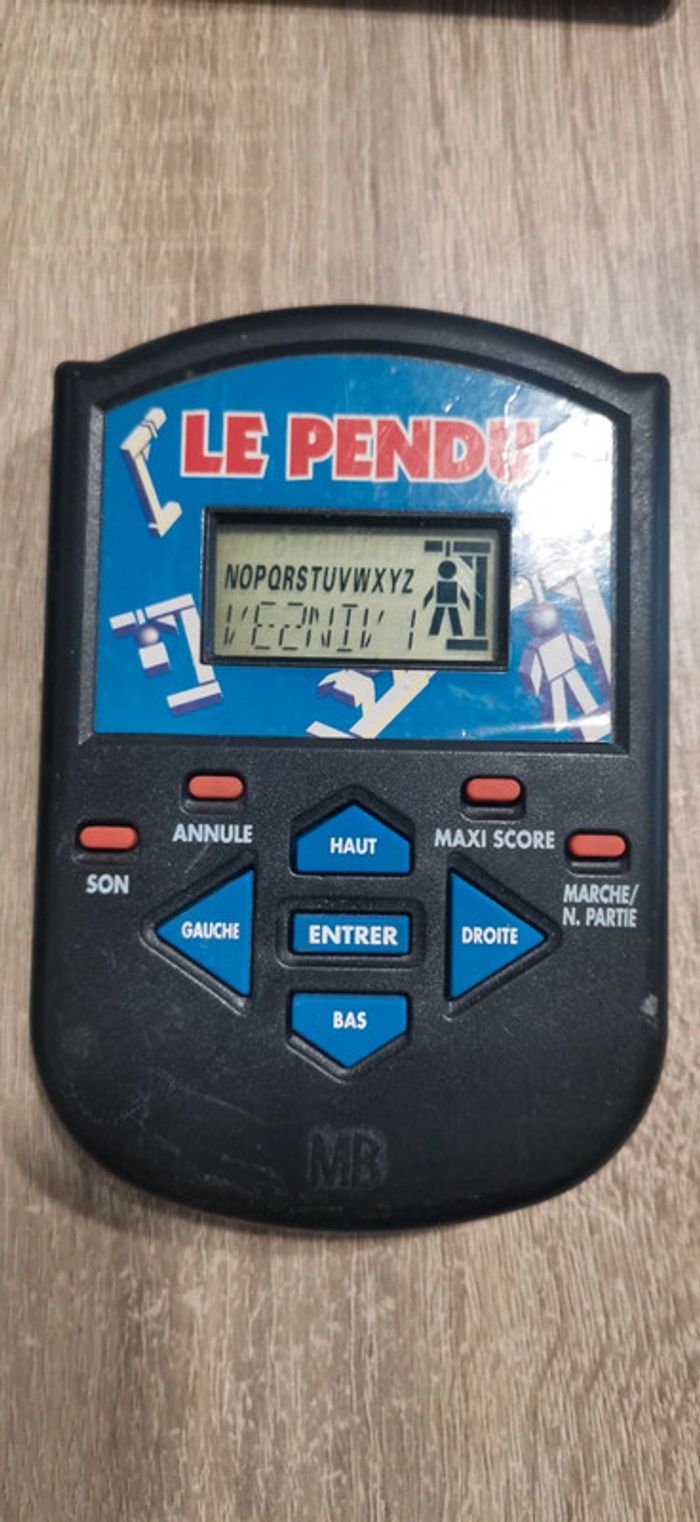 LE PENDU
NOPQRSTUVWXYZ
ANNULE
HAUT
MAXI SCORE
SON
MARCHE/
N. PARTIE
GAUCHE
ENTRER
DROITE
BAS
MB